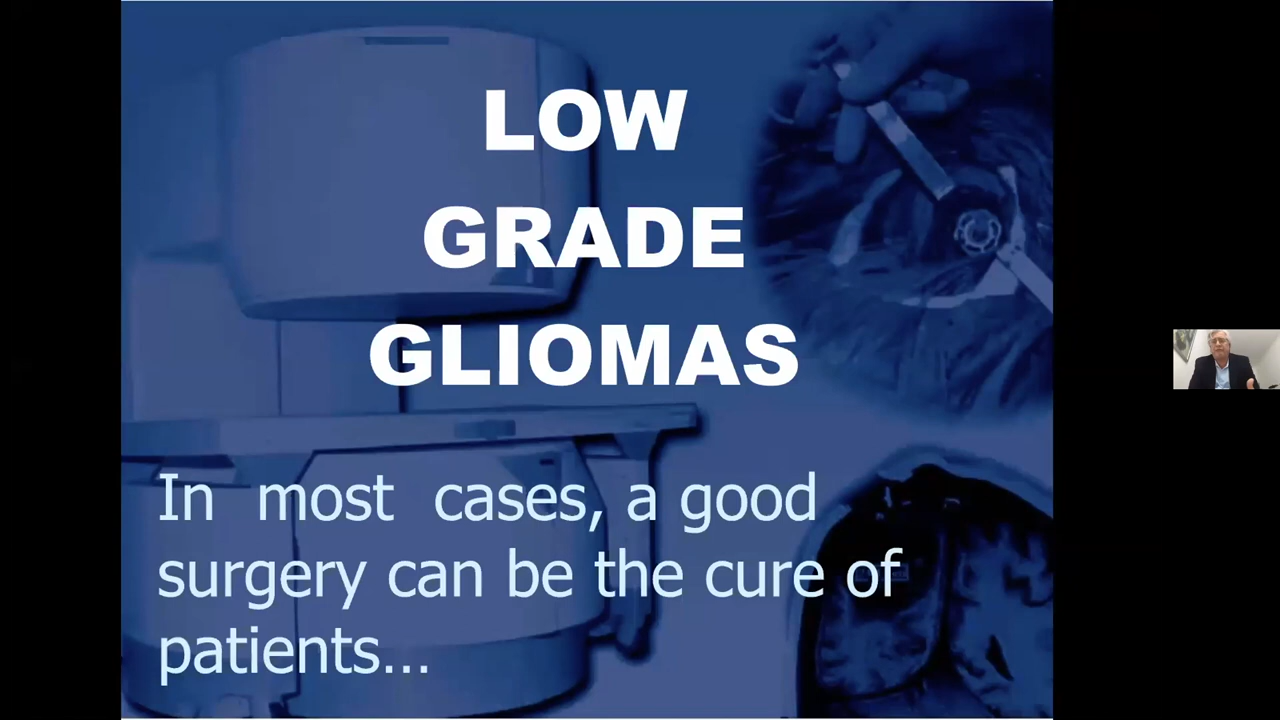 LOW
GRADE
GLIOMAS
In most cases, a good
surgery can be the cure of
patients...